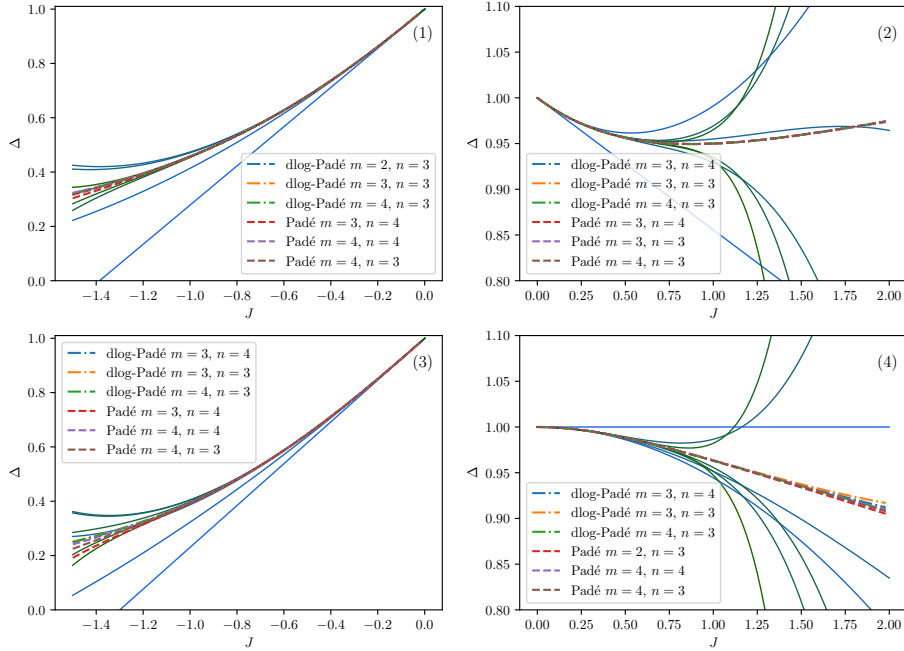 1.0
0.8
0.6
0.4
0.2
0.0
Δ
−1.4
−1.2
−1.0
−0.8
−0.6
−0.4
−0.2
0.0
J
(1)
dlog-Padé m = 2, n = 3
dlog-Padé m = 3, n = 3
dlog-Padé m = 4, n = 3
Padé m = 3, n = 4
Padé m = 4, n = 4
Padé m = 4, n = 3
1.10
1.05
1.00
0.95
0.90
0.85
0.80
Δ
0.00
0.25
0.50
0.75
1.00
1.25
1.50
1.75
2.00
J
(2)
dlog-Padé m = 3, n = 4
dlog-Padé m = 3, n = 3
dlog-Padé m = 4, n = 3
Padé m = 3, n = 4
Padé m = 3, n = 3
Padé m = 4, n = 3
1.0
0.8
0.6
0.4
0.2
0.0
Δ
−1.4
−1.2
−1.0
−0.8
−0.6
−0.4
−0.2
0.0
J
(3)
dlog-Padé m = 3, n = 4
dlog-Padé m = 3, n = 3
dlog-Padé m = 4, n = 3
Padé m = 3, n = 4
Padé m = 4, n = 4
Padé m = 4, n = 3
1.10
1.05
1.00
0.95
0.90
0.85
0.80
Δ
0.00
0.25
0.50
0.75
1.00
1.25
1.50
1.75
2.00
J
(4)
dlog-Padé m = 3, n = 4
dlog-Padé m = 3, n = 3
dlog-Padé m = 4, n = 3
Padé m = 2, n = 3
Padé m = 4, n = 4
Padé m = 4, n = 3